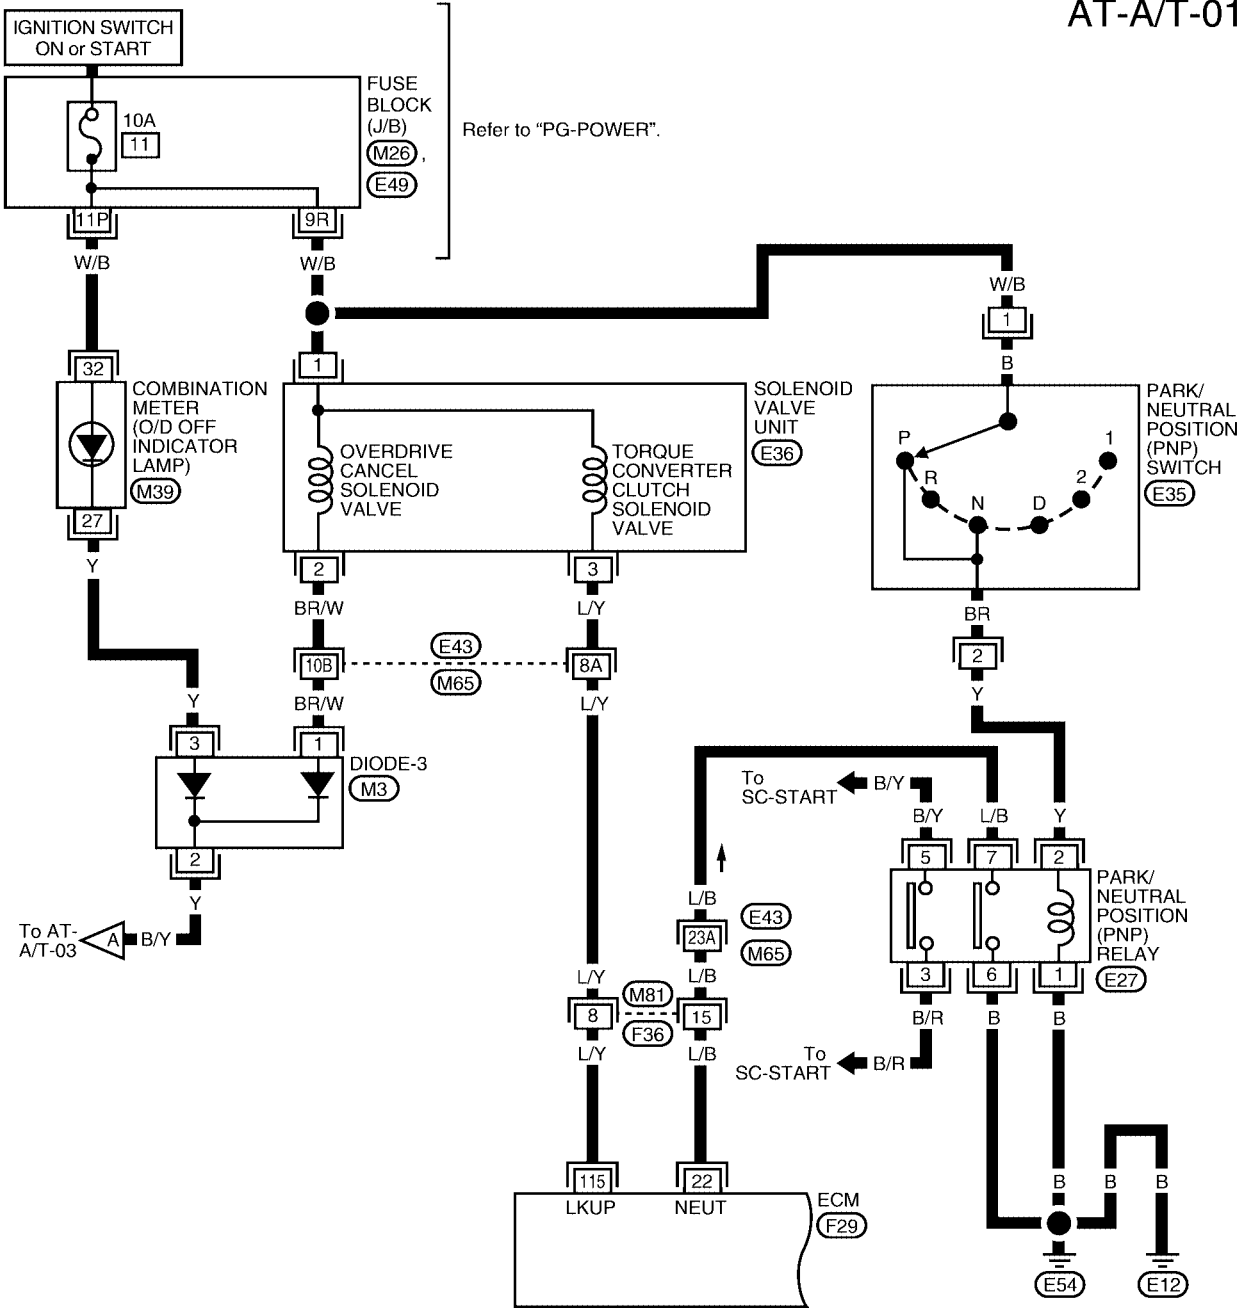 AT-A/T-01
IGNITION SWITCH
ON or START
10A
11
FUSE
BLOCK
(J/B)
M26 ,
E49
Refer to “PG-POWER”.
11P
9R
W/B
W/B
W/B
1
B
32
COMBINATION
METER
(O/D OFF
INDICATOR
LAMP)
M39
27
Y
1
SOLENOID
VALVE
UNIT
E36
OVERDRIVE
CANCEL
SOLENOID
VALVE
TORQUE
CONVERTER
CLUTCH
SOLENOID
VALVE
PARK/
NEUTRAL
POSITION
(PNP)
SWITCH
E35
P
R
N
D
2
1
2
3
BR/W
L/Y
BR
2
Y
10B
E43
M65
8A
BR/W
L/Y
Y
3
1
DIODE-3
M3
2
Y
To AT-
A/T-03
A
B/Y
To
SC-START
B/Y
B/Y
L/B
Y
5
7
2
PARK/
NEUTRAL
POSITION
(PNP)
RELAY
E27
3
6
1
B/R
B
B
To
SC-START
B/R
L/B
23A
E43
M65
L/B
L/Y
8
M81
F36
15
L/Y
L/B
115
22
LKUP
NEUT
ECM
F29
B
B
B
E54
E12